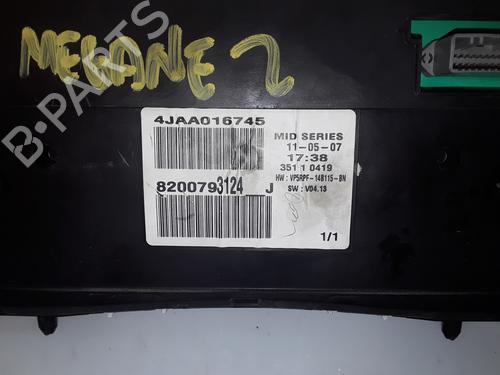 MEGANE 2
B-PARTS
4JAA016745
8200793124__J
MID SERIES
11-05-07
17:38
351 1 0419
HW : VP5RPF-14B115-BN
SW : V04.13
1/1